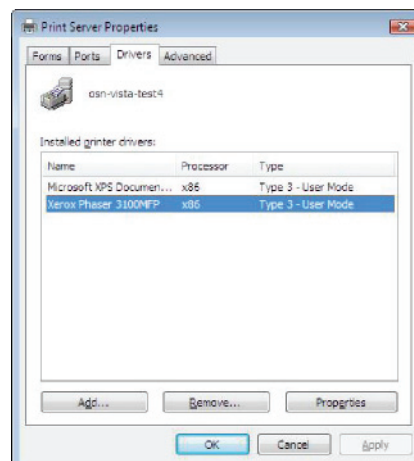 Print Server Properties
Forms Ports Drivers Advanced
osn-vista-test4
Installed printer drivers:
Name Processor Type
Microsoft XPS Documen... x86 Type 3 - User Mode
Xerox Phaser 3100MFP x86 Type 3 - User Mode
Add... Remove... Properties
OK Cancel Apply